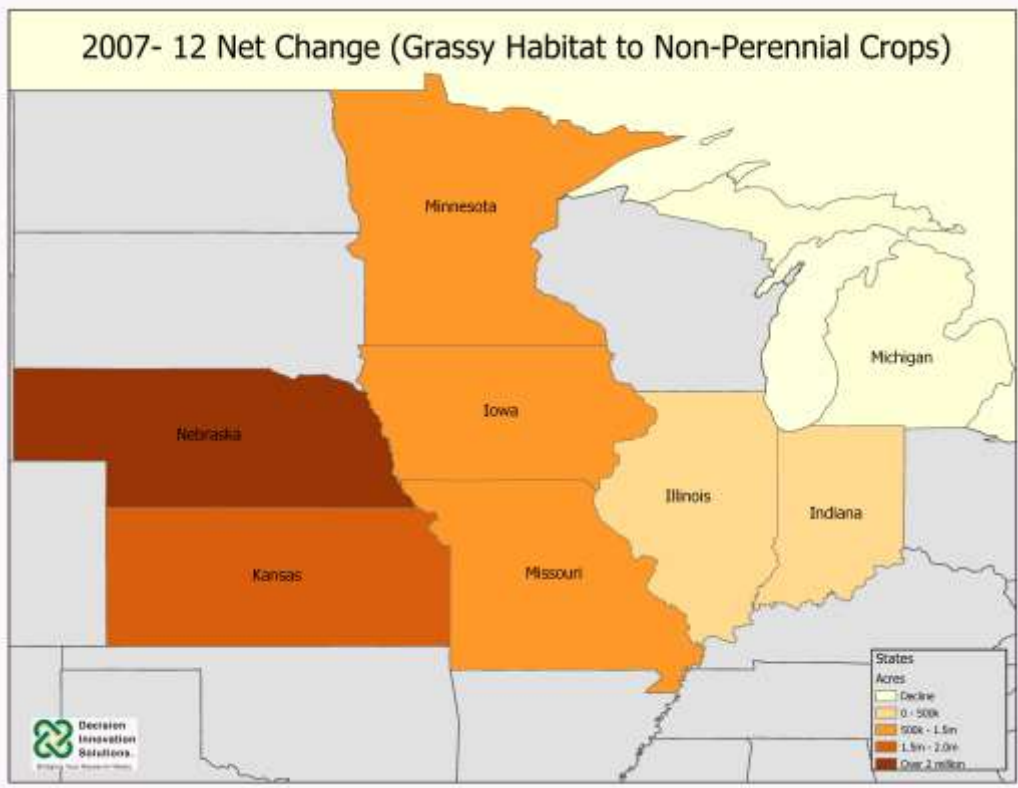 2007- 12 Net Change (Grassy Habitat to Non-Perennial Crops)
Minnesota
Michigan
Iowa
Nebraska
Illinois
Indiana
Kansas
Missouri
States
Acres
Decline
0 - 500k
500k - 1.5m
1.5m - 2.0m
Over 2 million
Decision
Innovation
Solutions